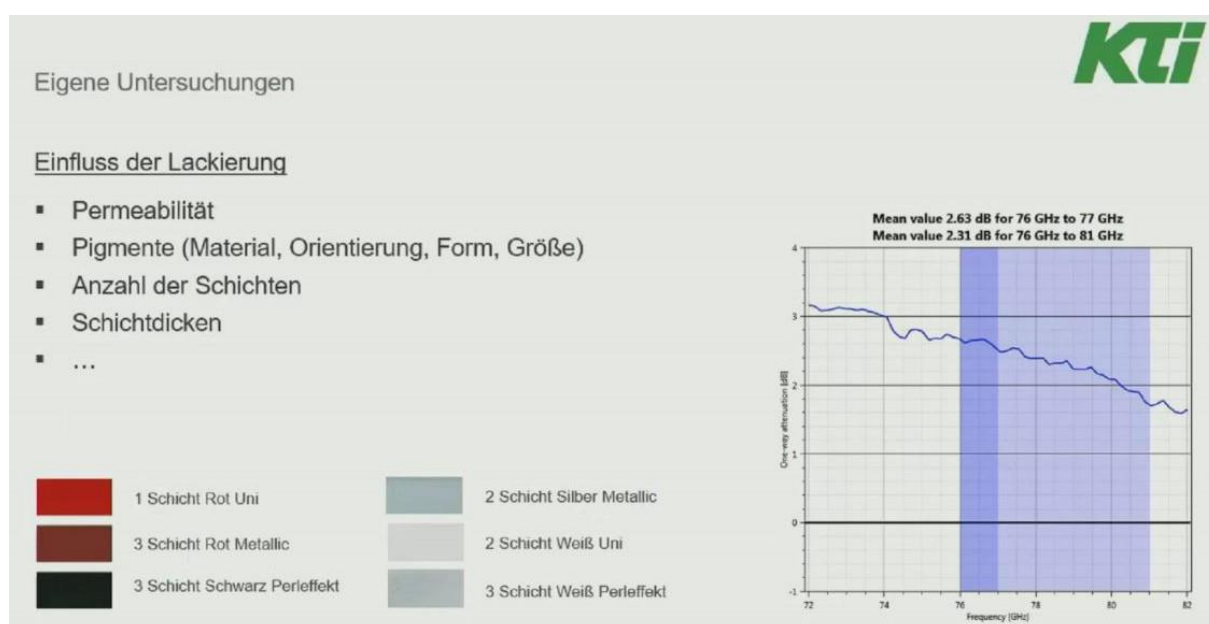 KTi
Eigene Untersuchungen
Einfluss der Lackierung
▪ Permeabilität
▪ Pigmente (Material, Orientierung, Form, Größe)
▪ Anzahl der Schichten
▪ Schichtdicken
▪ ...
1 Schicht Rot Uni
2 Schicht Silber Metallic
3 Schicht Rot Metallic
2 Schicht Weiß Uni
3 Schicht Schwarz Perleffekt
3 Schicht Weiß Perleffekt
Mean value 2.63 dB for 76 GHz to 77 GHz
Mean value 2.31 dB for 76 GHz to 81 GHz
One-way attenuation [dB]
4
3
2
1
0
-1
72 74 76 78 80 82
Frequency [GHz]